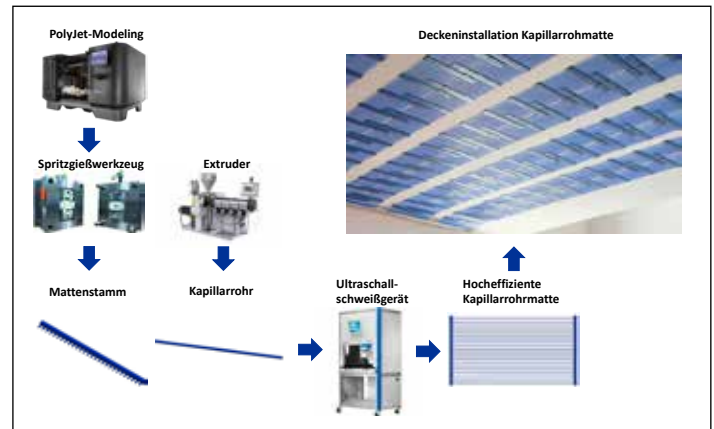 PolyJet-Modeling
Deckeninstallation Kapillarrohrmatte
Spritzgießwerkzeug
Extruder
Mattenstamm
Kapillarrohr
Ultraschall-
schweißgerät
Hocheffiziente
Kapillarrohrmatte